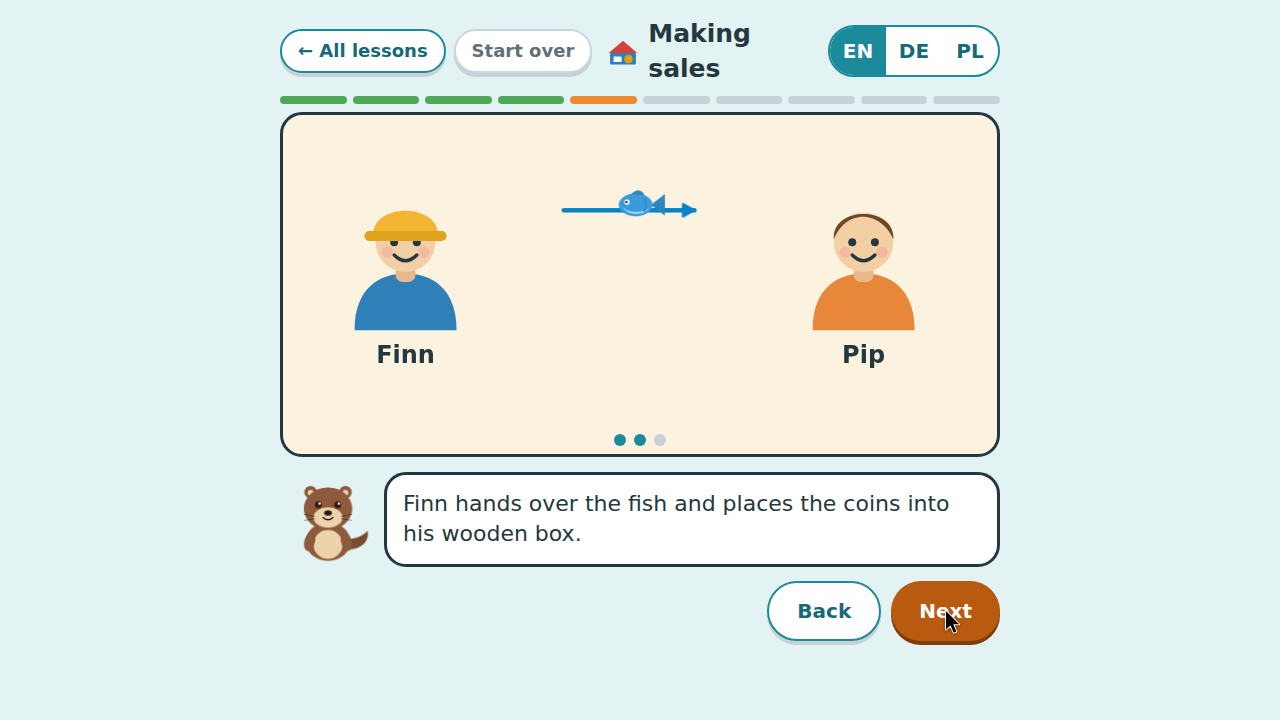 ← All lessons
Start over
Making
sales
EN DE PL
Finn
Pip
Finn hands over the fish and places the coins into
his wooden box.
Back
Next